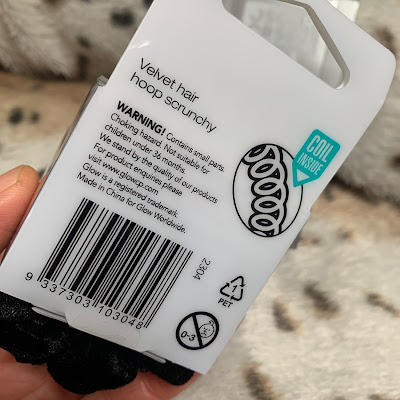 Velvet hair
hoop scrunchy
WARNING! Contains small parts.
Choking hazard. Not suitable for
children under 36 months.
We stand by the quality of our products
For product enquiries please
visit www.glowcp.com
Glow is a registered trademark.
Made in China for Glow Worldwide.
COIL
INSIDE
2304
9 337303 103048
1
PET
0-3